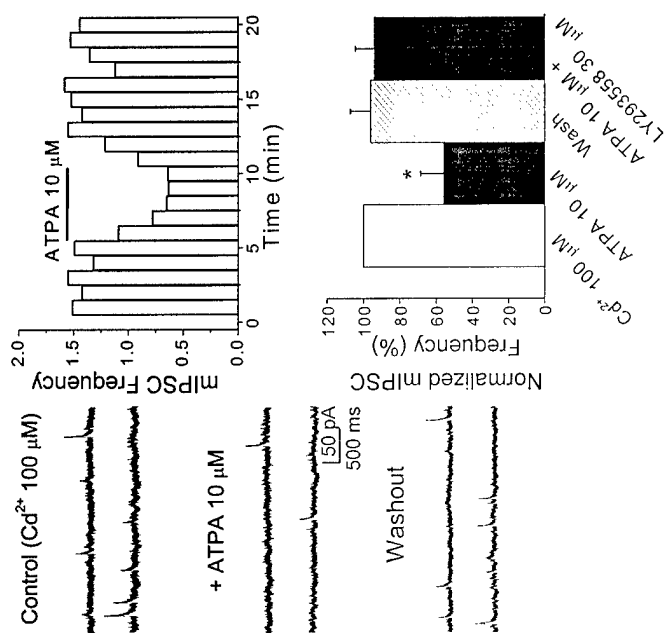 Control (Cd²⁺ 100 µM)
+ ATPA 10 µM
50 pA
500 ms
Washout
mIPSC Frequency
2.0
1.5
1.0
0.5
0.0
ATPA 10 µM
0
5
10
15
20
Time (min)
Normalized mIPSC
Frequency (%)
120
100
80
60
40
20
0
*
Cd²⁺ 100 µM
ATPA 10 µM
Wash
ATPA 10 µM +
LY293558 30 µM